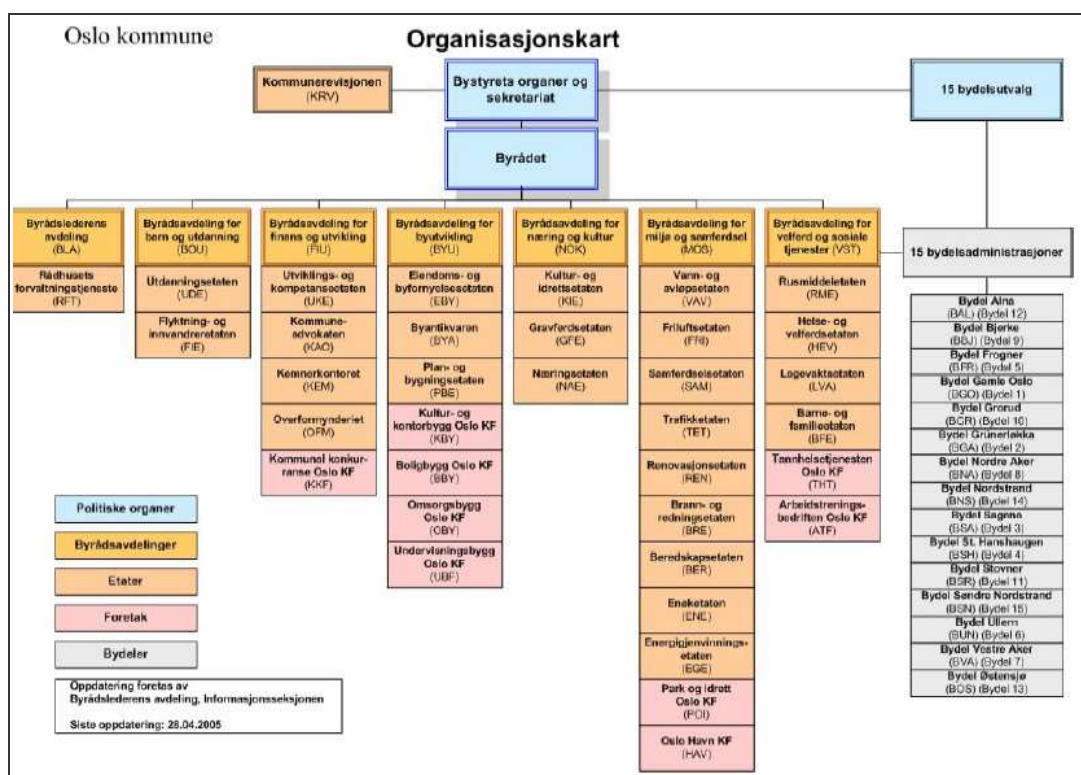 Oslo kommune
Organisasjonskart
Kommunerevisjonen
(KRV)
Bystyrets organer og
sekretariat
15 bydelsutvalg
Byrådet
Byrådslederens
avdeling
(BLA)
Rådhusets
forvaltningstjeneste
(RFT)
Byrådsavdeling for
barn og utdanning
(BOU)
Utdanningsetaten
(UDE)
Flyktning- og
innvandreretaten
(FIE)
Byrådsavdeling for
finans og utvikling
(FIU)
Utviklings- og
kompetanseetaten
(UKE)
Kommune-
advokaten
(KAO)
Kemnerkontoret
(KEM)
Overformynderiet
(OFM)
Kommunal konkur-
ranse Oslo KF
(KKF)
Byrådsavdeling for
byutvikling
(BYU)
Eiendoms- og
byfornyelsesetaten
(EBY)
Byantikvaren
(BYA)
Plan- og
bygningsetaten
(PBE)
Kultur- og
kontorbygg Oslo KF
(KBY)
Boligbygg Oslo KF
(BBY)
Omsorgsbygg
Oslo KF
(OBY)
Undervisningsbygg
Oslo KF
(UBF)
Byrådsavdeling for
næring og kultur
(NOK)
Kultur- og
idrettsetaten
(KIE)
Gravferdsetaten
(GFE)
Næringsetaten
(NAE)
Byrådsavdeling for
miljø og samferdsel
(MOS)
Vann- og
avløpsetaten
(VAV)
Friluftsetaten
(FRI)
Samferdselsetaten
(SAM)
Trafikketaten
(TET)
Renovasjonsetaten
(REN)
Brann- og
redningsetaten
(BRE)
Beredskapsetaten
(BER)
Enøketaten
(ENE)
Energigjenvinnings-
etaten
(EGE)
Park og idrett
Oslo KF
(POI)
Oslo Havn KF
(HAV)
Byrådsavdeling for
velferd og sosiale
tjenester (VST)
Rusmiddeletaten
(RME)
Helse- og
velferdsetaten
(HEV)
Legevaktsetaten
(LVA)
Barne- og
familieetaten
(BFE)
Tannhelsetjenesten
Oslo KF
(THT)
Arbeidstrenings-
bedriften Oslo KF
(ATF)
15 bydelsadministrasjoner
Bydel Alna
(BAL) (Bydel 12)
Bydel Bjerke
(BBJ) (Bydel 9)
Bydel Frogner
(BFR) (Bydel 5)
Bydel Gamle Oslo
(BGO) (Bydel 1)
Bydel Grorud
(BGR) (Bydel 10)
Bydel Grünerløkka
(BGA) (Bydel 2)
Bydel Nordre Aker
(BNA) (Bydel 8)
Bydel Nordstrand
(BNS) (Bydel 14)
Bydel Sagene
(BSA) (Bydel 3)
Bydel St. Hanshaugen
(BSH) (Bydel 4)
Bydel Stovner
(BSR) (Bydel 11)
Bydel Søndre Nordstrand
(BSN) (Bydel 15)
Bydel Ullern
(BUN) (Bydel 6)
Bydel Vestre Aker
(BVA) (Bydel 7)
Bydel Østensjø
(BOS) (Bydel 13)
Politiske organer
Byrådsavdelinger
Etater
Foretak
Bydeler
Oppdatering foretas av
Byrådslederens avdeling, Informasjonsseksjonen
Siste oppdatering: 28.04.2005